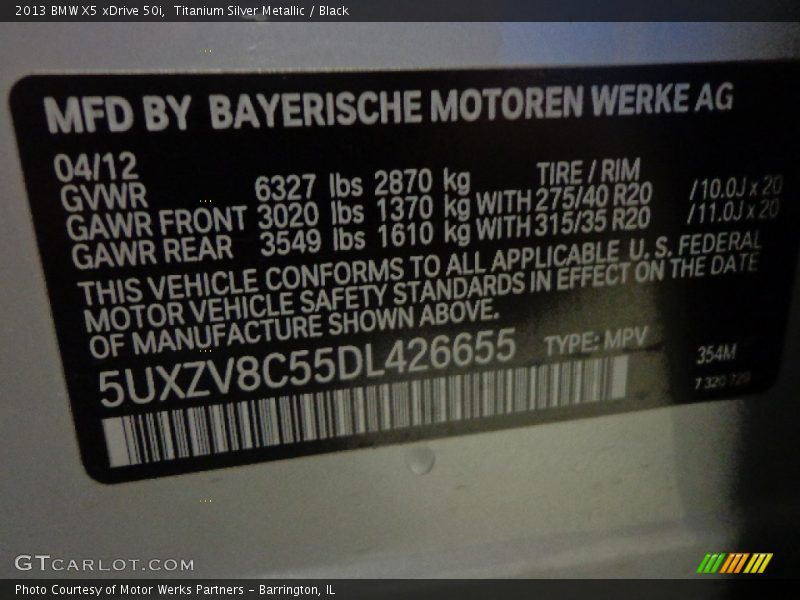 2013 BMW X5 xDrive 50i,  Titanium Silver Metallic / Black
MFD BY BAYERISCHE MOTOREN WERKE AG
04/12 TIRE / RIM
GVWR 6327 lbs 2870 kg
GAWR FRONT 3020 lbs 1370 kg WITH 275/40 R20 /10.0J x 20
GAWR REAR 3549 lbs 1610 kg WITH 315/35 R20 /11.0J x 20
THIS VEHICLE CONFORMS TO ALL APPLICABLE U. S. FEDERAL
MOTOR VEHICLE SAFETY STANDARDS IN EFFECT ON THE DATE
OF MANUFACTURE SHOWN ABOVE.
5UXZV8C55DL426655 TYPE: MPV 354M
7 320
GTCARLOT.COM
Photo Courtesy of Motor Werks Partners - Barrington, IL